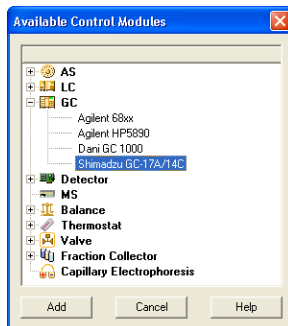 Available Control Modules
AS
LC
GC
Agilent 68xx
Agilent HP5890
Dani GC 1000
Shimadzu GC-17A/14C
Detector
MS
Balance
Thermostat
Valve
Fraction Collector
Capillary Electrophoresis
Add Cancel Help